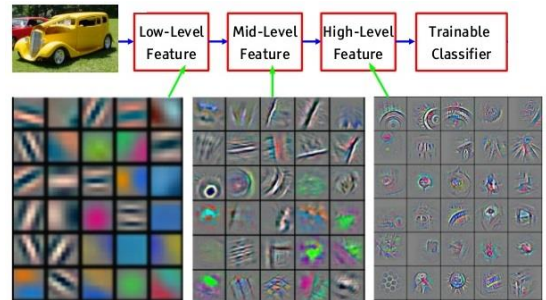 Low-Level
Feature
Mid-Level
Feature
High-Level
Feature
Trainable
Classifier